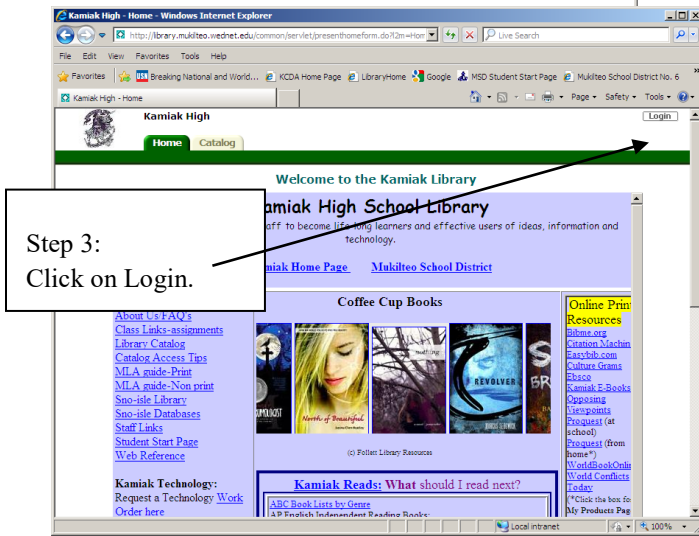 Kamiak High - Home - Windows Internet Explorer
http://library.mukilteo.wednet.edu/common/servlet/presenthomeform.do?l2m=Hom
Live Search
File Edit View Favorites Tools Help
Favorites Breaking National and World... KCDA Home Page LibraryHome Google MSD Student Start Page Mukilteo School District No. 6 »
Kamiak High - Home
Page Safety Tools
Kamiak High
Login
Home Catalog
Welcome to the Kamiak Library
Step 3:
Click on Login.
amiak High School Library
aff to become life-long learners and effective users of ideas, information and
technology.
miak Home Page Mukilteo School District
About Us/FAQ's
Class Links-assignments
Library Catalog
Catalog Access Tips
MLA guide-Print
MLA guide-Non print
Sno-isle Library
Sno-isle Databases
Staff Links
Student Start Page
Web Reference
Kamiak Technology:
Request a Technology Work
Order here
Coffee Cup Books
North of Beautiful
nothing
REVOLVER
(c) Follett Library Resources
Kamiak Reads: What should I read next?
ABC Book Lists by Genre
AP English Independent Reading Books:
Online Print
Resources
Bibme.org
Citation Machin
Easybib.com
Culture Grams
Ebsco
Kamiak E-Books
Opposing
Viewpoints
Proquest (at
school)
Proquest (from
home*)
WorldBookOnlin
World Conflicts
Today
(*Click the box fo
My Products Pag
Local intranet
100%